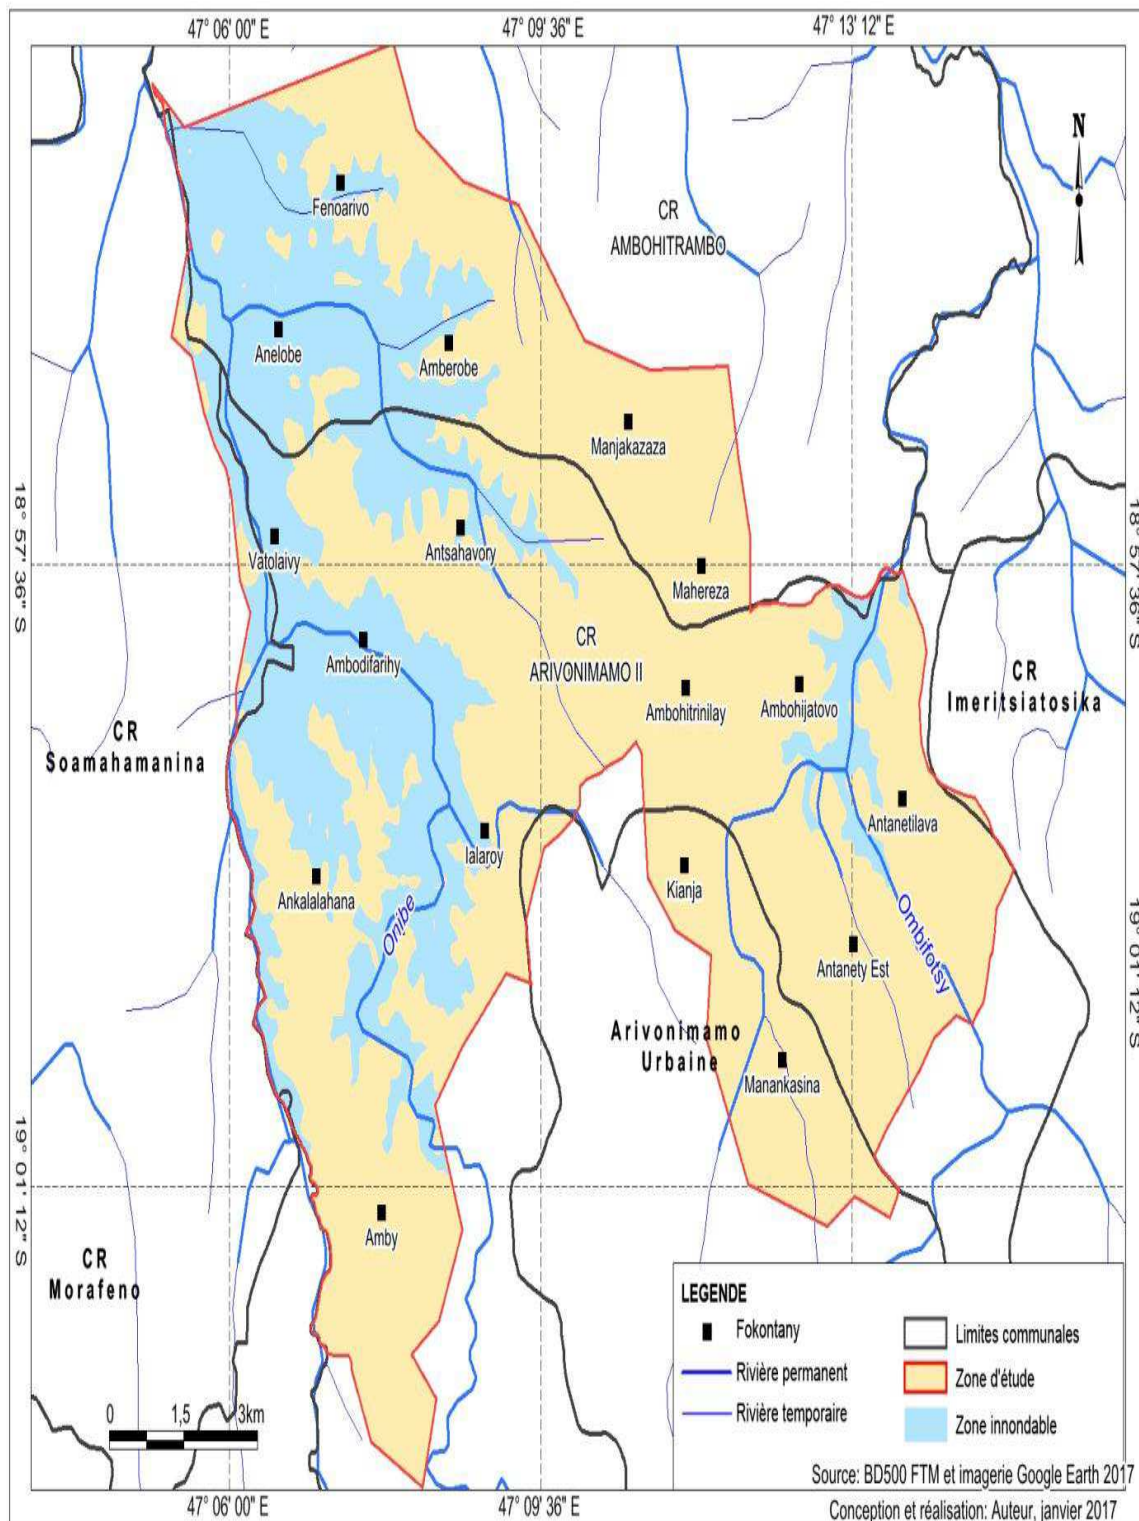 47° 06' 00" E
47° 09' 36" E
47° 13' 12" E
N
Fenoarivo
CR
AMBOHITRAMBO
Anelobe
Amberobe
Manjakazaza
18° 57' 36" S
18° 57' 36" S
Vatolaivy
Antsahavory
Mahereza
Ambodifarihy
CR
ARIVONIMAMO II
Ambohitrinilay
Ambohijatovo
CR
Imeritsiatosika
CR
Soamahamanina
Antanetilava
Ialaroy
Kianja
Ankalalahana
Onibe
Ombifotsy
Antanety Est
19° 01' 12" S
Arivonimamo
Urbaine
Manankasina
19° 01' 12" S
Amby
CR
Morafeno
LEGENDE
Fokontany
Limites communales
Rivière permanent
Zone d'étude
Rivière temporaire
Zone innondable
0 1,5 3km
Source: BD500 FTM et imagerie Google Earth 2017
47° 06' 00" E
47° 09' 36" E
Conception et réalisation: Auteur, janvier 2017